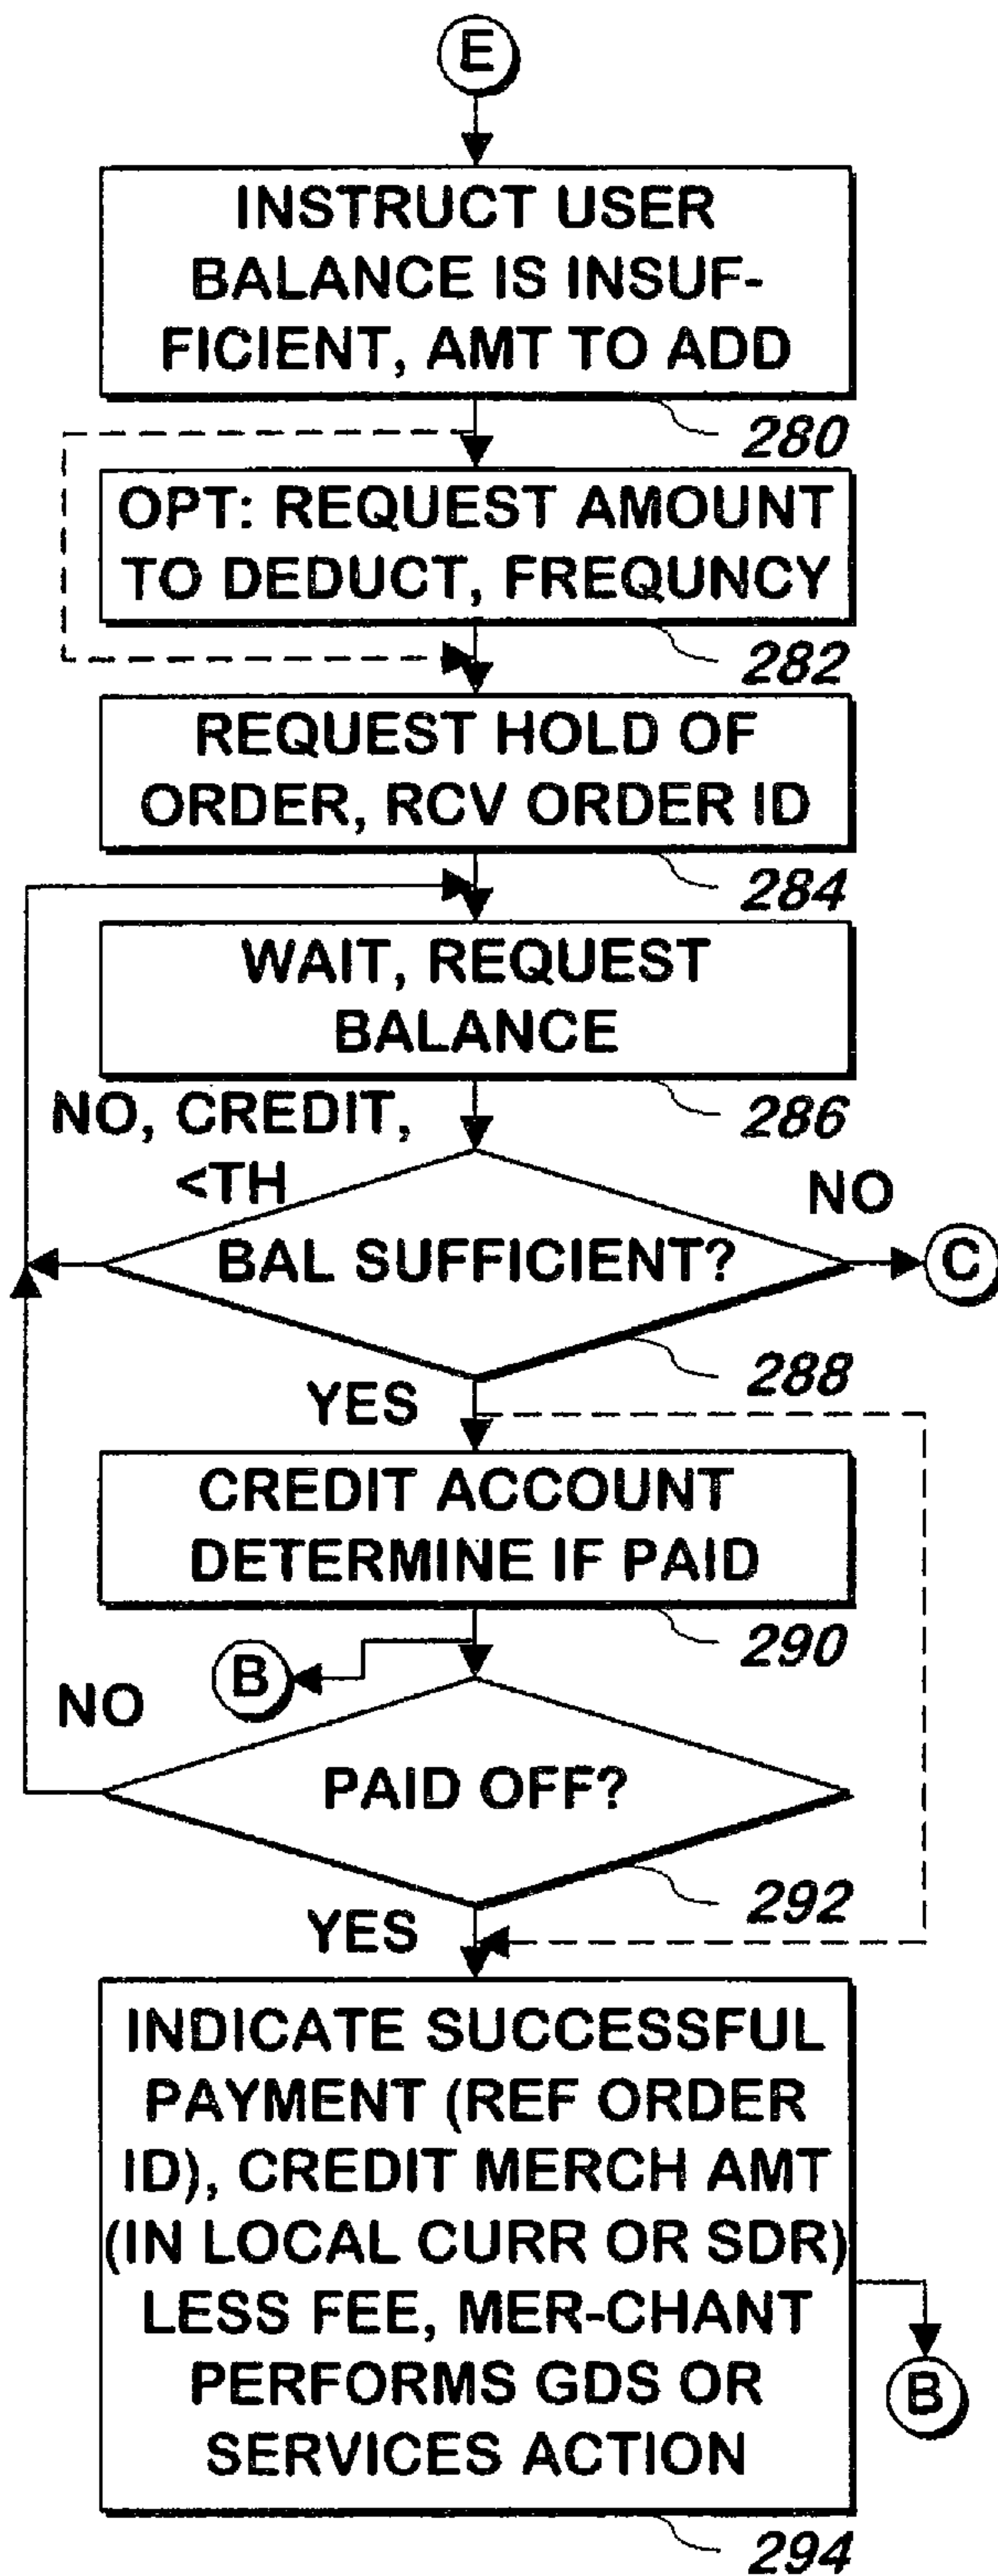 E
INSTRUCT USER
BALANCE IS INSUF-
FICIENT, AMT TO ADD
280
OPT: REQUEST AMOUNT
TO DEDUCT, FREQUNCY
282
REQUEST HOLD OF
ORDER, RCV ORDER ID
284
WAIT, REQUEST
BALANCE
286
NO, CREDIT,
<TH
NO
BAL SUFFICIENT?
C
288
YES
CREDIT ACCOUNT
DETERMINE IF PAID
290
B
NO
PAID OFF?
292
YES
INDICATE SUCCESSFUL
PAYMENT (REF ORDER
ID), CREDIT MERCH AMT
(IN LOCAL CURR OR SDR)
LESS FEE, MER-CHANT
PERFORMS GDS OR
SERVICES ACTION
B
294